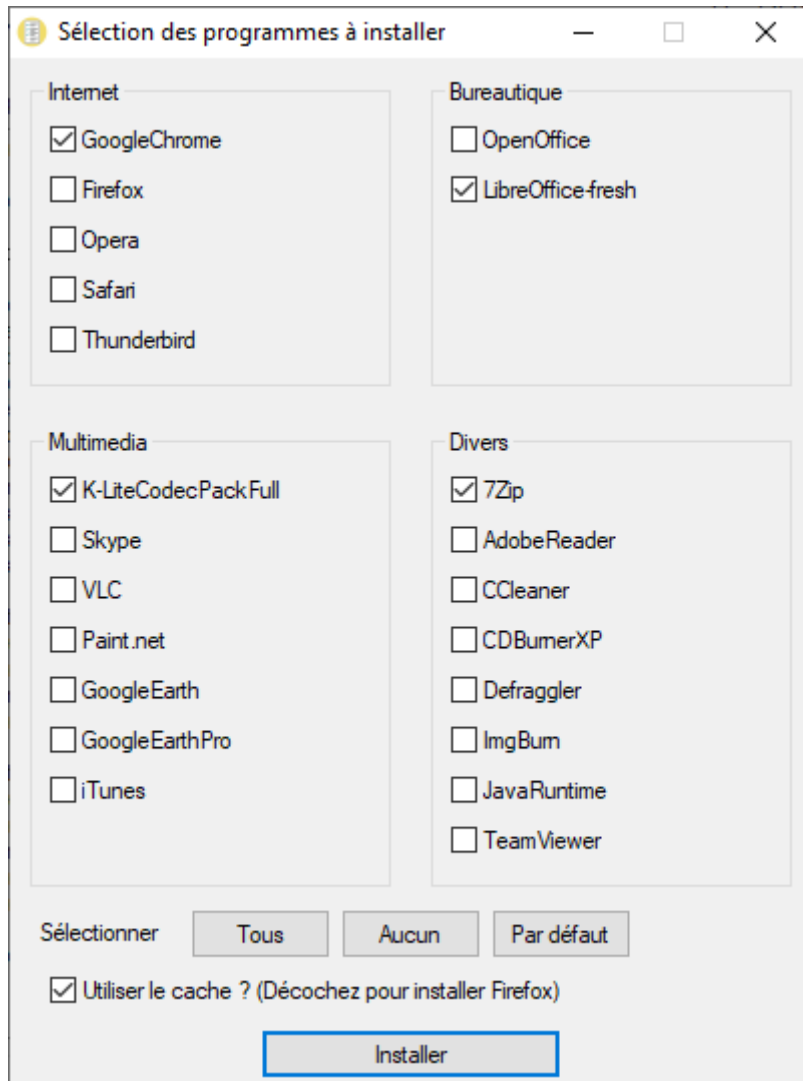 Sélection des programmes à installer
Internet
GoogleChrome
Firefox
Opera
Safari
Thunderbird
Bureautique
OpenOffice
LibreOffice-fresh
Multimedia
K-LiteCodecPackFull
Skype
VLC
Paint.net
GoogleEarth
GoogleEarthPro
iTunes
Divers
7Zip
AdobeReader
CCleaner
CDBurnerXP
Defraggler
ImgBurn
JavaRuntime
TeamViewer
Sélectionner Tous Aucun Par défaut
Utiliser le cache ? (Décochez pour installer Firefox)
Installer